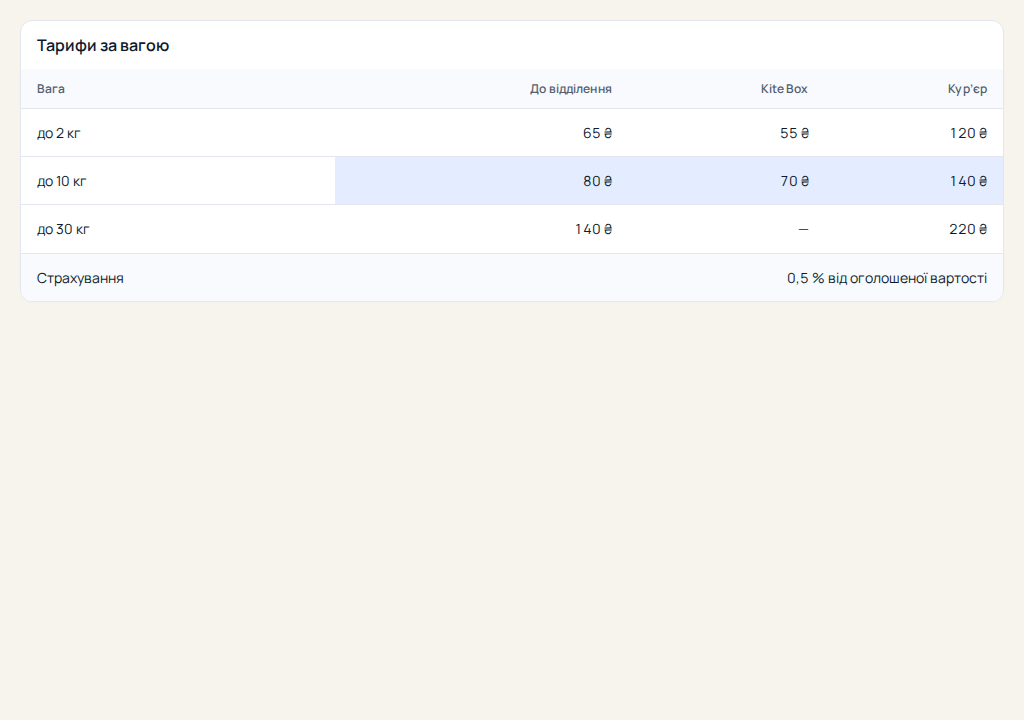 Тарифи за вагою
Вага До відділення Kite Box Кур'єр
до 2 кг 65 ₴ 55 ₴ 120 ₴
до 10 кг 80 ₴ 70 ₴ 140 ₴
до 30 кг 140 ₴ — 220 ₴
Страхування 0,5 % від оголошеної вартості